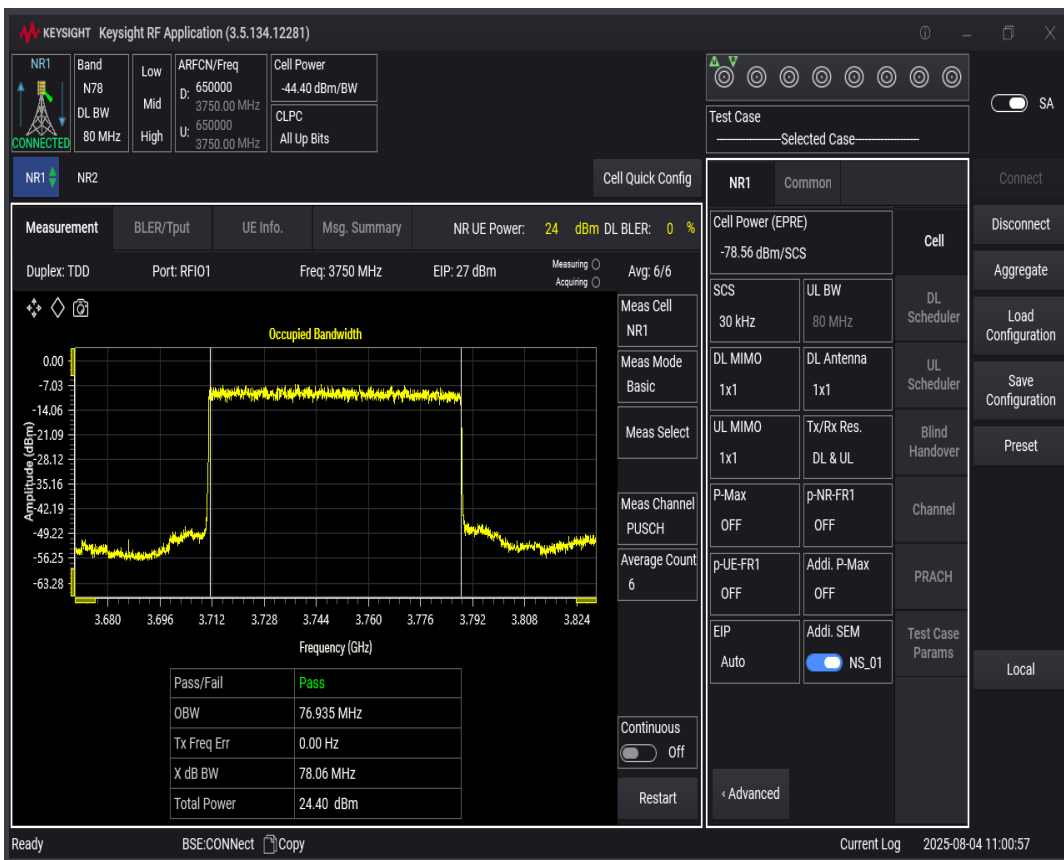 KEYSIGHT Keysight RF Application (3.5.134.12281)
NR1
CONNECTED
Band
N78
DL BW
80 MHz
Low
Mid
High
ARFCN/Freq
D: 650000
3750.00 MHz
U: 650000
3750.00 MHz
Cell Power
-44.40 dBm/BW
CLPC
All Up Bits
Test Case
Selected Case
SA
NR1
NR2
Cell Quick Config
NR1
Common
Connect
Measurement
BLER/Tput
UE Info.
Msg. Summary
NR UE Power: 24 dBm DL BLER: 0 %
Duplex: TDD
Port: RFIO1
Freq: 3750 MHz
EIP: 27 dBm
Measuring
Acquiring
Avg: 6/6
Occupied Bandwidth
Amplitude (dBm)
0.00
-7.03
-14.06
-21.09
-28.12
-35.16
-42.19
-49.22
-56.25
-63.28
3.680 3.696 3.712 3.728 3.744 3.760 3.776 3.792 3.808 3.824
Frequency (GHz)
Pass/Fail Pass
OBW 76.935 MHz
Tx Freq Err 0.00 Hz
X dB BW 78.06 MHz
Total Power 24.40 dBm
Meas Cell
NR1
Meas Mode
Basic
Meas Select
Meas Channel
PUSCH
Average Count
6
Continuous
Off
Restart
Cell Power (EPRE)
-78.56 dBm/SCS
SCS
30 kHz
UL BW
80 MHz
DL MIMO
1x1
DL Antenna
1x1
UL MIMO
1x1
Tx/Rx Res.
DL & UL
P-Max
OFF
p-NR-FR1
OFF
p-UE-FR1
OFF
Addi. P-Max
OFF
EIP
Auto
Addi. SEM
NS_01
‹ Advanced
Cell
DL
Scheduler
UL
Scheduler
Blind
Handover
Channel
PRACH
Test Case
Params
Disconnect
Aggregate
Load
Configuration
Save
Configuration
Preset
Local
Ready
BSE:CONNect
Copy
Current Log
2025-08-04 11:00:57